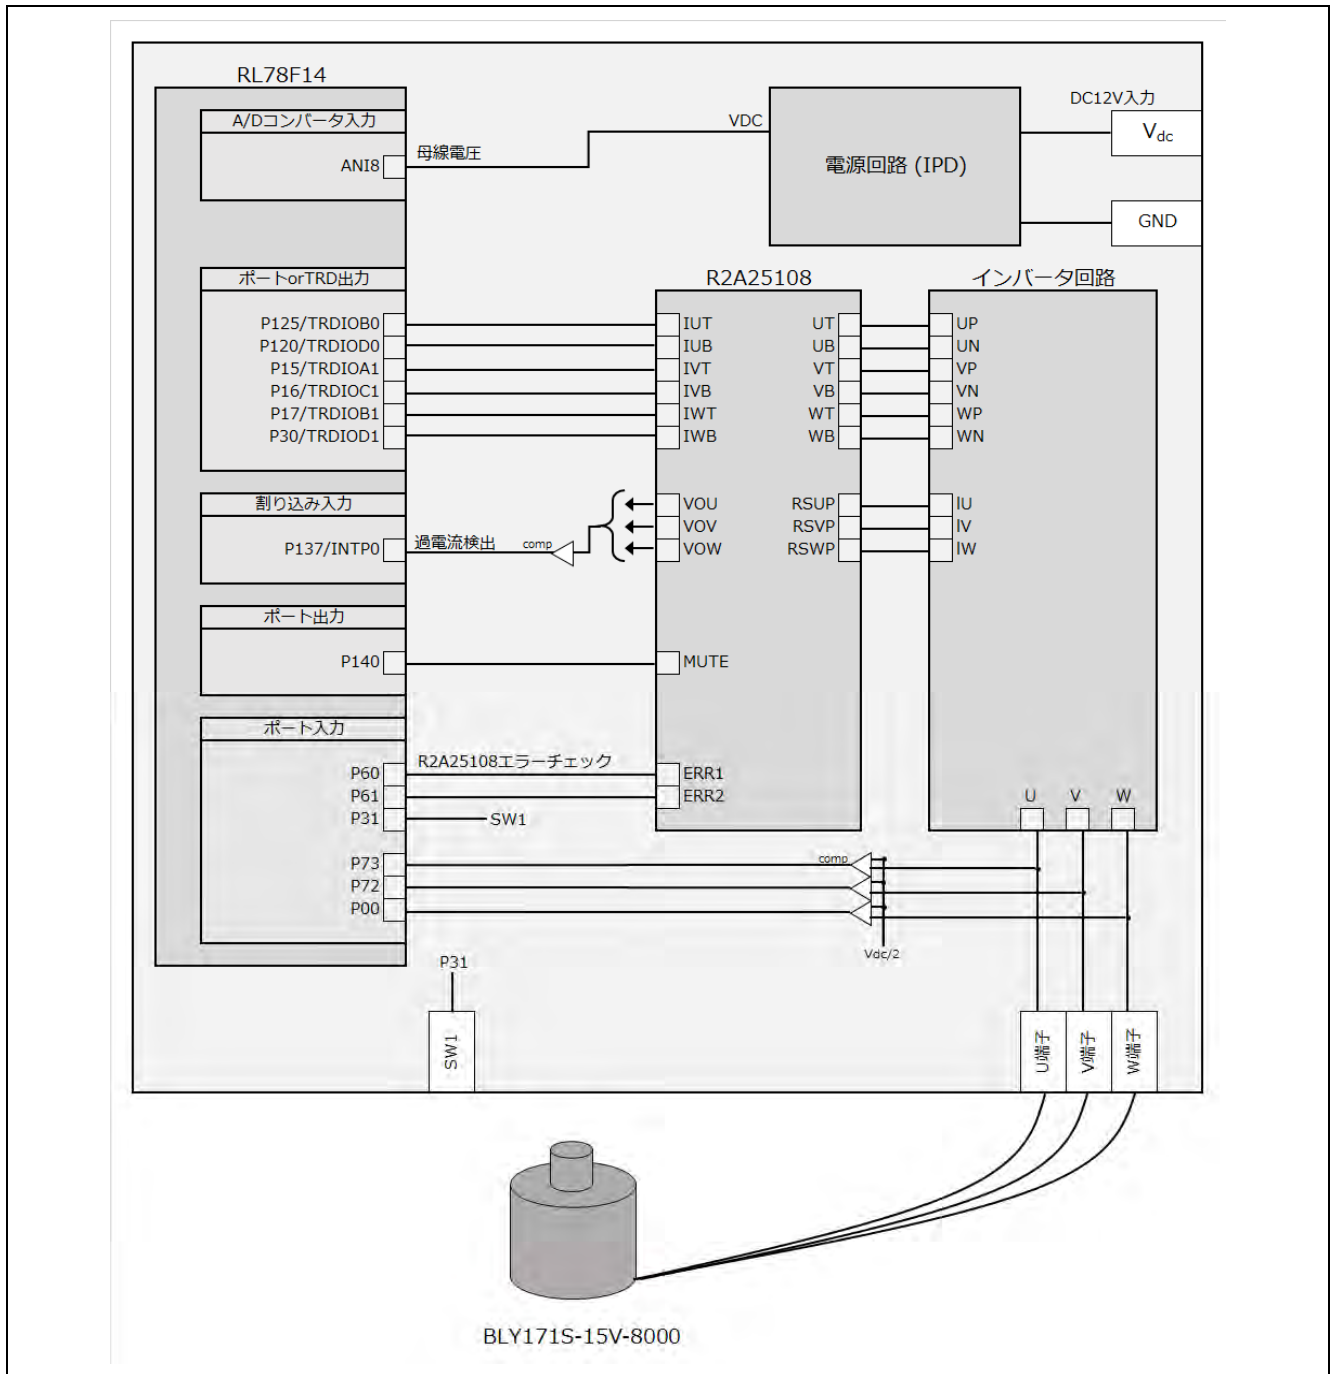 RL78F14
A/Dコンバータ入力
ANI8
母線電圧
VDC
電源回路 (IPD)
DC12V入力
Vdc
GND
ポートorTRD出力
P125/TRDIOB0
P120/TRDIOD0
P15/TRDIOA1
P16/TRDIOC1
P17/TRDIOB1
P30/TRDIOD1
R2A25108
IUT
IUB
IVT
IVB
IWT
IWB
UT
UB
VT
VB
WT
WB
インバータ回路
UP
UN
VP
VN
WP
WN
割り込み入力
P137/INTP0
過電流検出
comp
VOU
VOV
VOW
RSUP
RSVP
RSWP
IU
IV
IW
ポート出力
P140
MUTE
ポート入力
P60
P61
P31
R2A25108エラーチェック
ERR1
ERR2
SW1
P73
P72
P00
comp
Vdc/2
U
V
W
P31
SW1
U端子
V端子
W端子
BLY171S-15V-8000